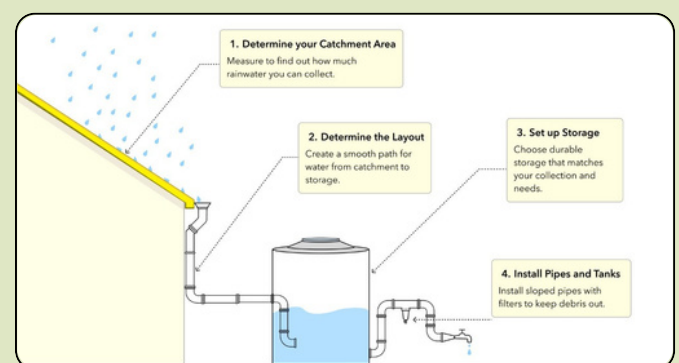 1. Determine your Catchment Area
Measure to find out how much
rainwater you can collect.
2. Determine the Layout
Create a smooth path for
water from catchment to
storage.
3. Set up Storage
Choose durable
storage that matches
your collection and
needs.
4. Install Pipes and Tanks
Install sloped pipes with
filters to keep debris out.